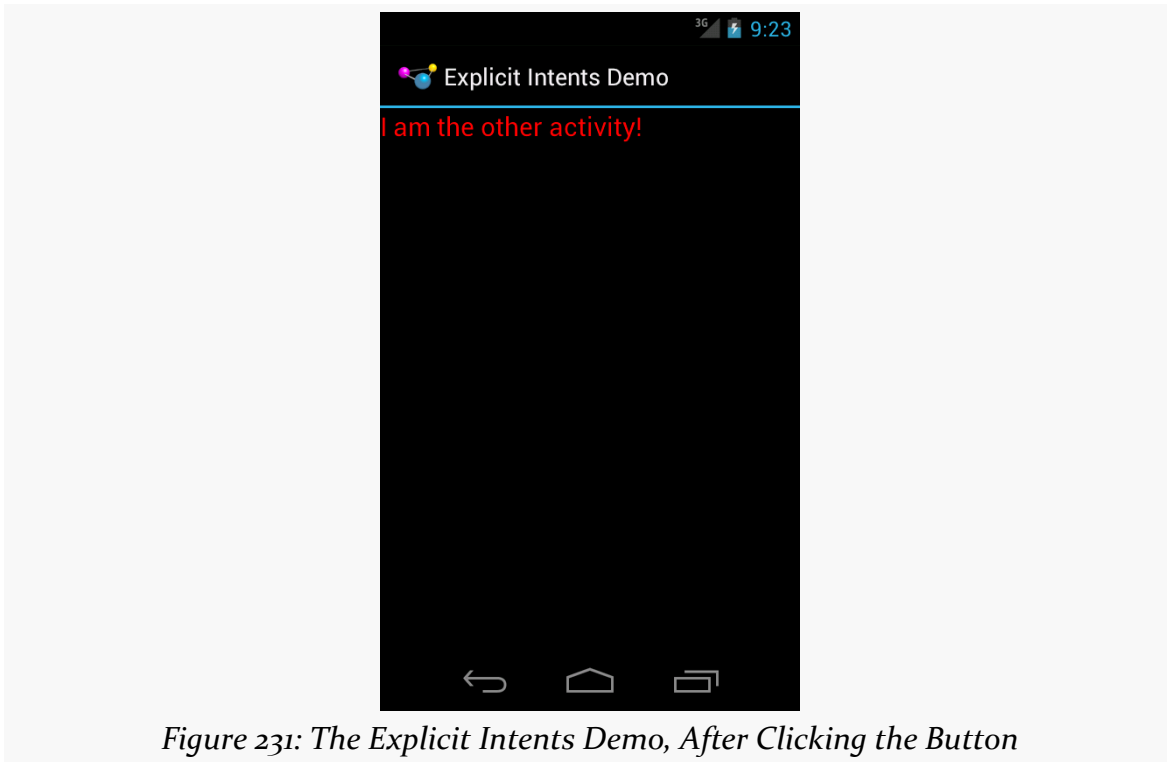 3G 9:23
Explicit Intents Demo
I am the other activity!
Figure 231: The Explicit Intents Demo, After Clicking the Button